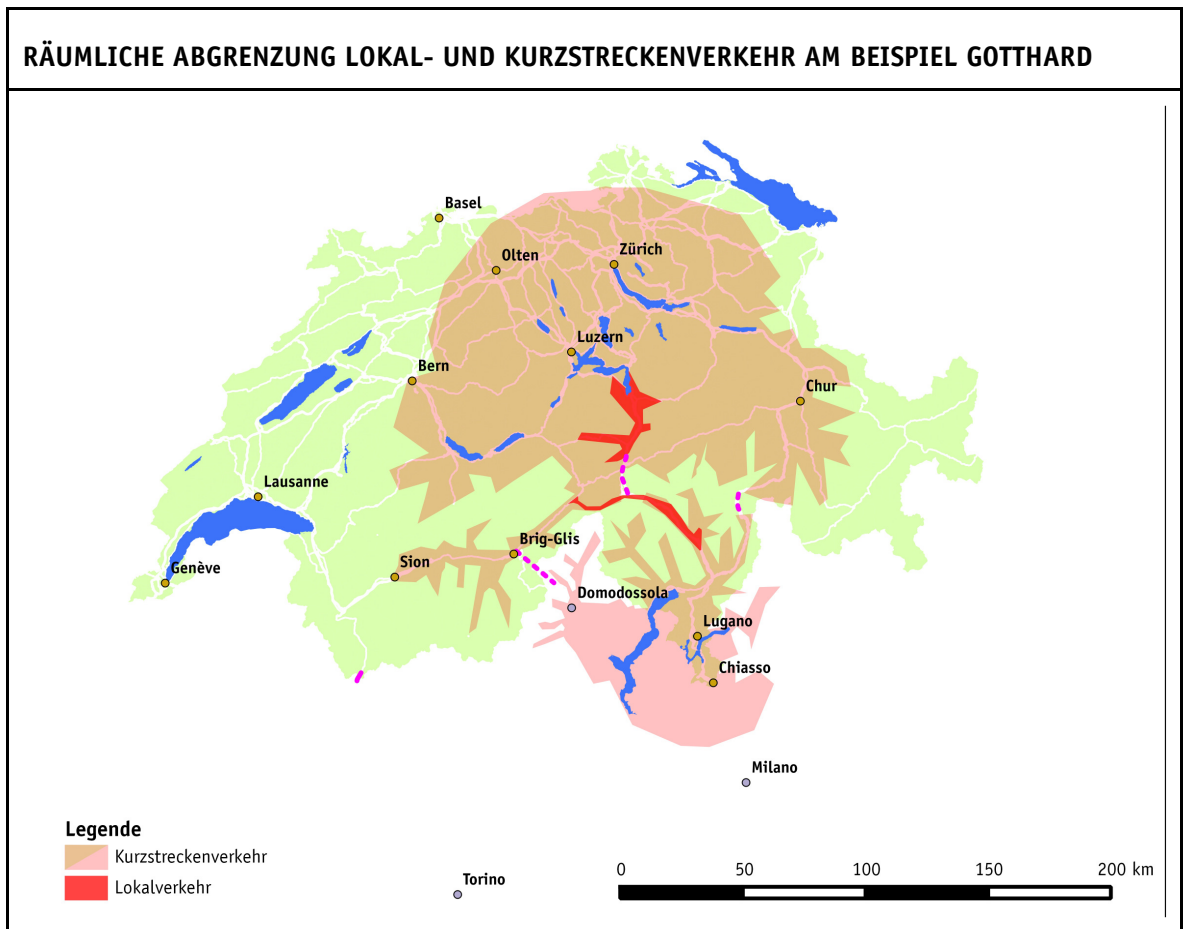 RÄUMLICHE ABGRENZUNG LOKAL- UND KURZSTRECKENVERKEHR AM BEISPIEL GOTTHARD
Basel
Olten
Zürich
Luzern
Bern
Chur
Lausanne
Brig-Glis
Sion
Genève
Domodossola
Lugano
Chiasso
Milano
Torino
Legende
Kurzstreckenverkehr
Lokalverkehr
0 50 100 150 200 km